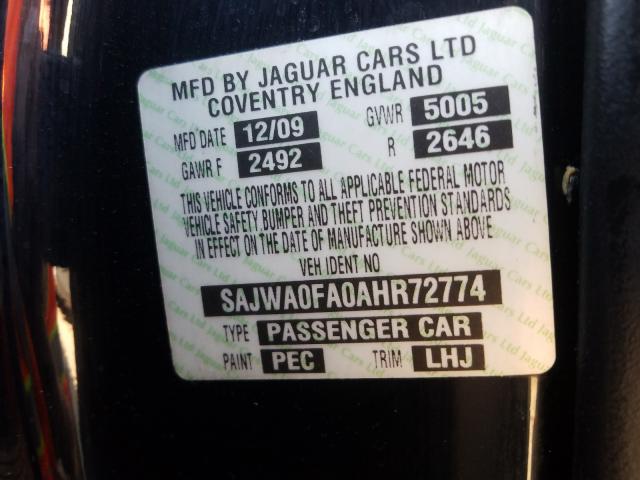 MFD BY JAGUAR CARS LTD
COVENTRY ENGLAND
MFD DATE 12/09 GVWR 5005
GAWR F 2492 R 2646
THIS VEHICLE CONFORMS TO ALL APPLICABLE FEDERAL MOTOR
VEHICLE SAFETY, BUMPER AND THEFT PREVENTION STANDARDS
IN EFFECT ON THE DATE OF MANUFACTURE SHOWN ABOVE
VEH IDENT NO
SAJWA0FA0AHR72774
TYPE PASSENGER CAR
PAINT PEC TRIM LHJ